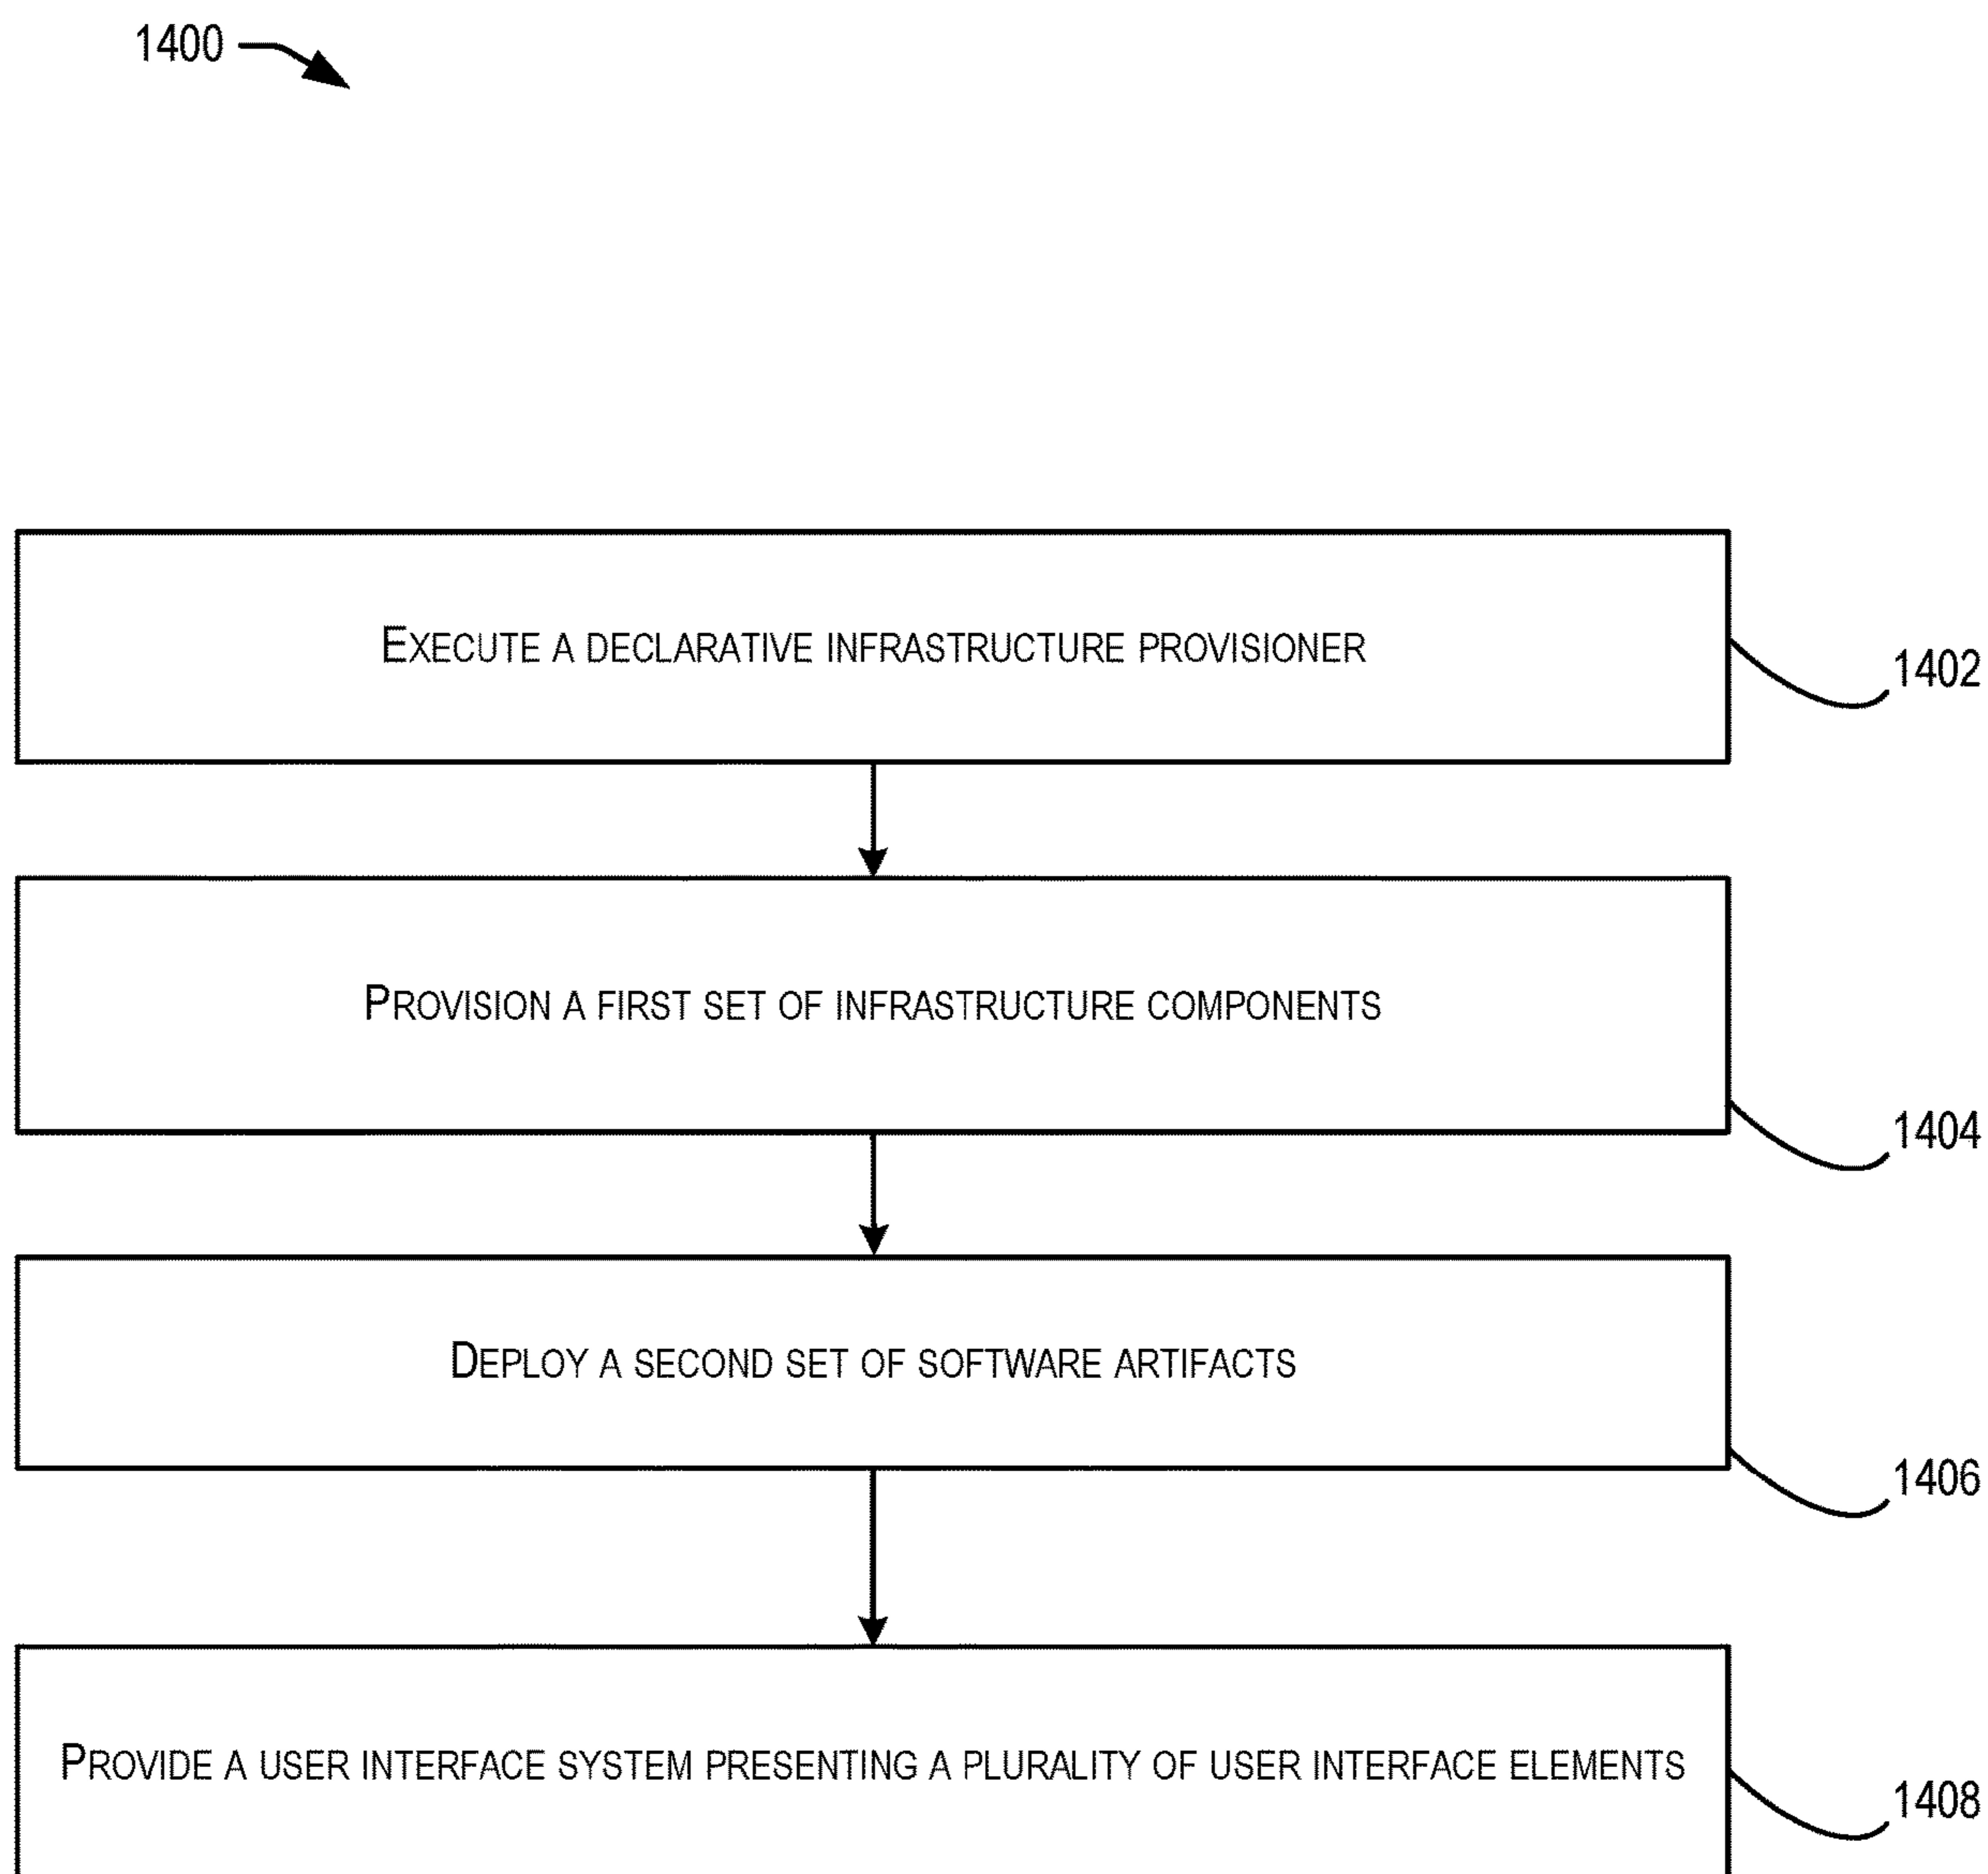 1400
EXECUTE A DECLARATIVE INFRASTRUCTURE PROVISIONER
1402
PROVISION A FIRST SET OF INFRASTRUCTURE COMPONENTS
1404
DEPLOY A SECOND SET OF SOFTWARE ARTIFACTS
1406
PROVIDE A USER INTERFACE SYSTEM PRESENTING A PLURALITY OF USER INTERFACE ELEMENTS
1408